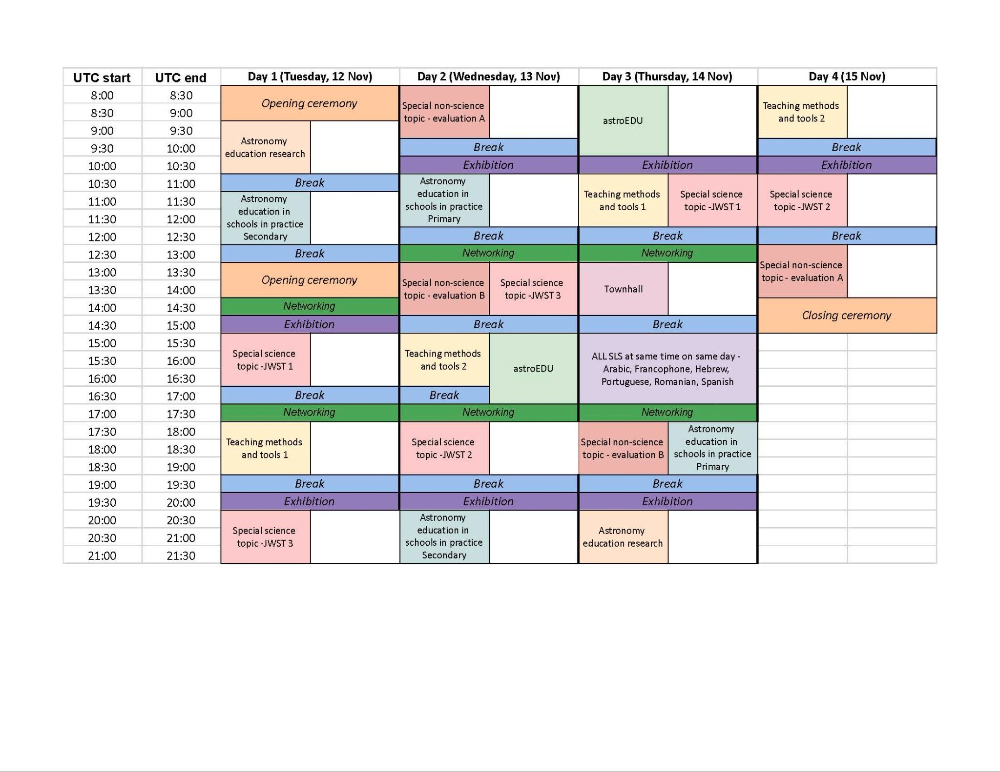 UTC start UTC end Day 1 (Tuesday, 12 Nov) Day 2 (Wednesday, 13 Nov) Day 3 (Thursday, 14 Nov) Day 4 (15 Nov)
8:00 8:30
Opening ceremony
Special non-science
topic - evaluation A
astroEDU
Teaching methods
and tools 2
8:30 9:00
9:00 9:30
Astronomy
education research
9:30 10:00
Break
Break
10:00 10:30
Exhibition
Exhibition
Exhibition
10:30 11:00
Break
Astronomy
education in
schools in practice
Primary
Teaching methods
and tools 1
Special science
topic -JWST 1
Special science
topic -JWST 2
11:00 11:30
Astronomy
education in
schools in practice
Secondary
11:30 12:00
12:00 12:30
Break
Break
Break
12:30 13:00
Break
Networking
Networking
Special non-science
topic - evaluation A
13:00 13:30
Opening ceremony
Special non-science
topic - evaluation B
Special science
topic -JWST 3
Townhall
13:30 14:00
14:00 14:30
Networking
Closing ceremony
14:30 15:00
Exhibition
Break
Break
15:00 15:30
Special science
topic -JWST 1
Teaching methods
and tools 2
astroEDU
ALL SLS at same time on same day -
Arabic, Francophone, Hebrew,
Portuguese, Romanian, Spanish
15:30 16:00
16:00 16:30
16:30 17:00
Break
Break
17:00 17:30
Networking
Networking
Networking
17:30 18:00
Teaching methods
and tools 1
Special science
topic -JWST 2
Special non-science
topic - evaluation B
Astronomy
education in
schools in practice
Primary
18:00 18:30
18:30 19:00
19:00 19:30
Break
Break
Break
19:30 20:00
Exhibition
Exhibition
Exhibition
20:00 20:30
Special science
topic -JWST 3
Astronomy
education in
schools in practice
Secondary
Astronomy
education research
20:30 21:00
21:00 21:30